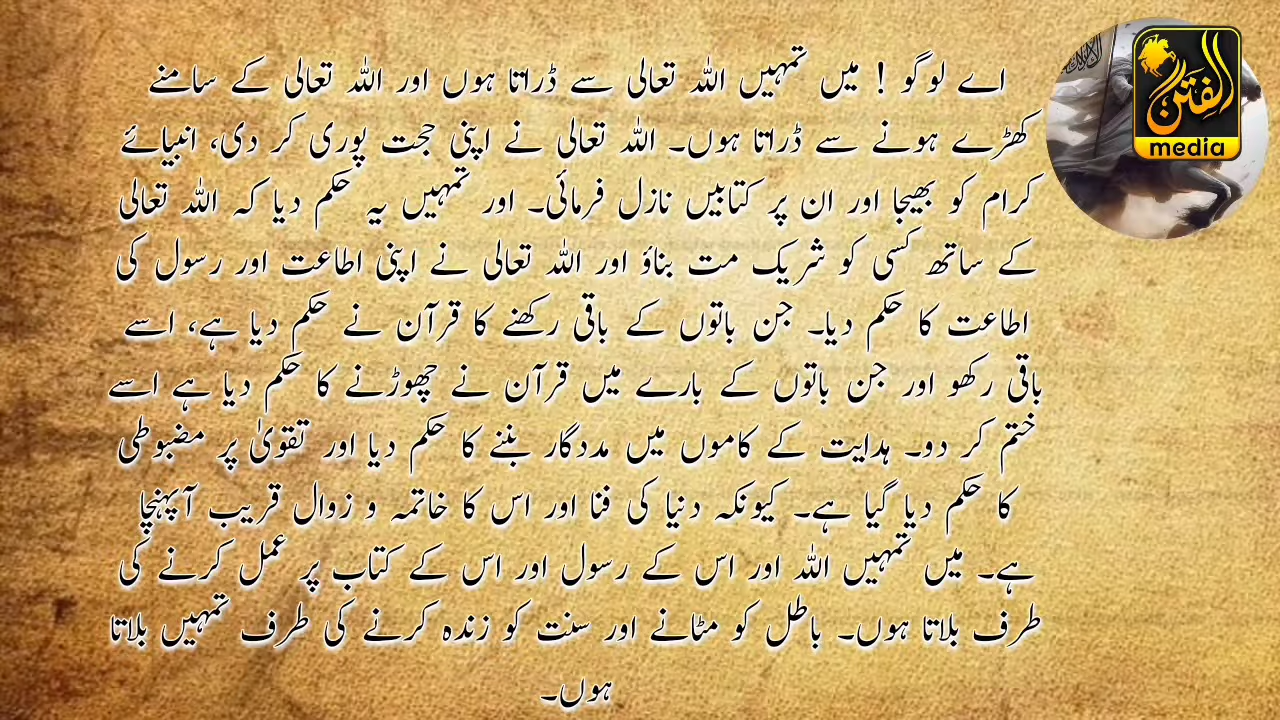 اے لوگو ! میں تمہیں اللہ تعالی سے ڈراتا ہوں اور اللہ تعالی کے سامنے
کھڑے ہونے سے ڈراتا ہوں۔ اللہ تعالی نے اپنی حجت پوری کر دی، انبیائے
کرام کو بھیجا اور ان پر کتابیں نازل فرمائی۔ اور تمہیں یہ حکم دیا کہ اللہ تعالی
کے ساتھ کسی کو شریک مت بناؤ اور اللہ تعالی نے اپنی اطاعت اور رسول کی
اطاعت کا حکم دیا۔ جن باتوں کے باقی رکھنے کا قرآن نے حکم دیا ہے، اسے
باقی رکھو اور جن باتوں کے بارے میں قرآن نے چھوڑنے کا حکم دیا ہے اسے
ختم کر دو۔ ہدایت کے کاموں میں مددگار بننے کا حکم دیا اور تقویٰ پر مضبوطی
کا حکم دیا گیا ہے۔ کیونکہ دنیا کی فنا اور اس کا خاتمہ و زوال قریب آپہنچا
ہے۔ میں تمہیں اللہ اور اس کے رسول اور اس کے کتاب پر عمل کرنے کی
طرف بلاتا ہوں۔ باطل کو مٹانے اور سنت کو زندہ کرنے کی طرف تمہیں بلاتا
ہوں۔
الفتن
media